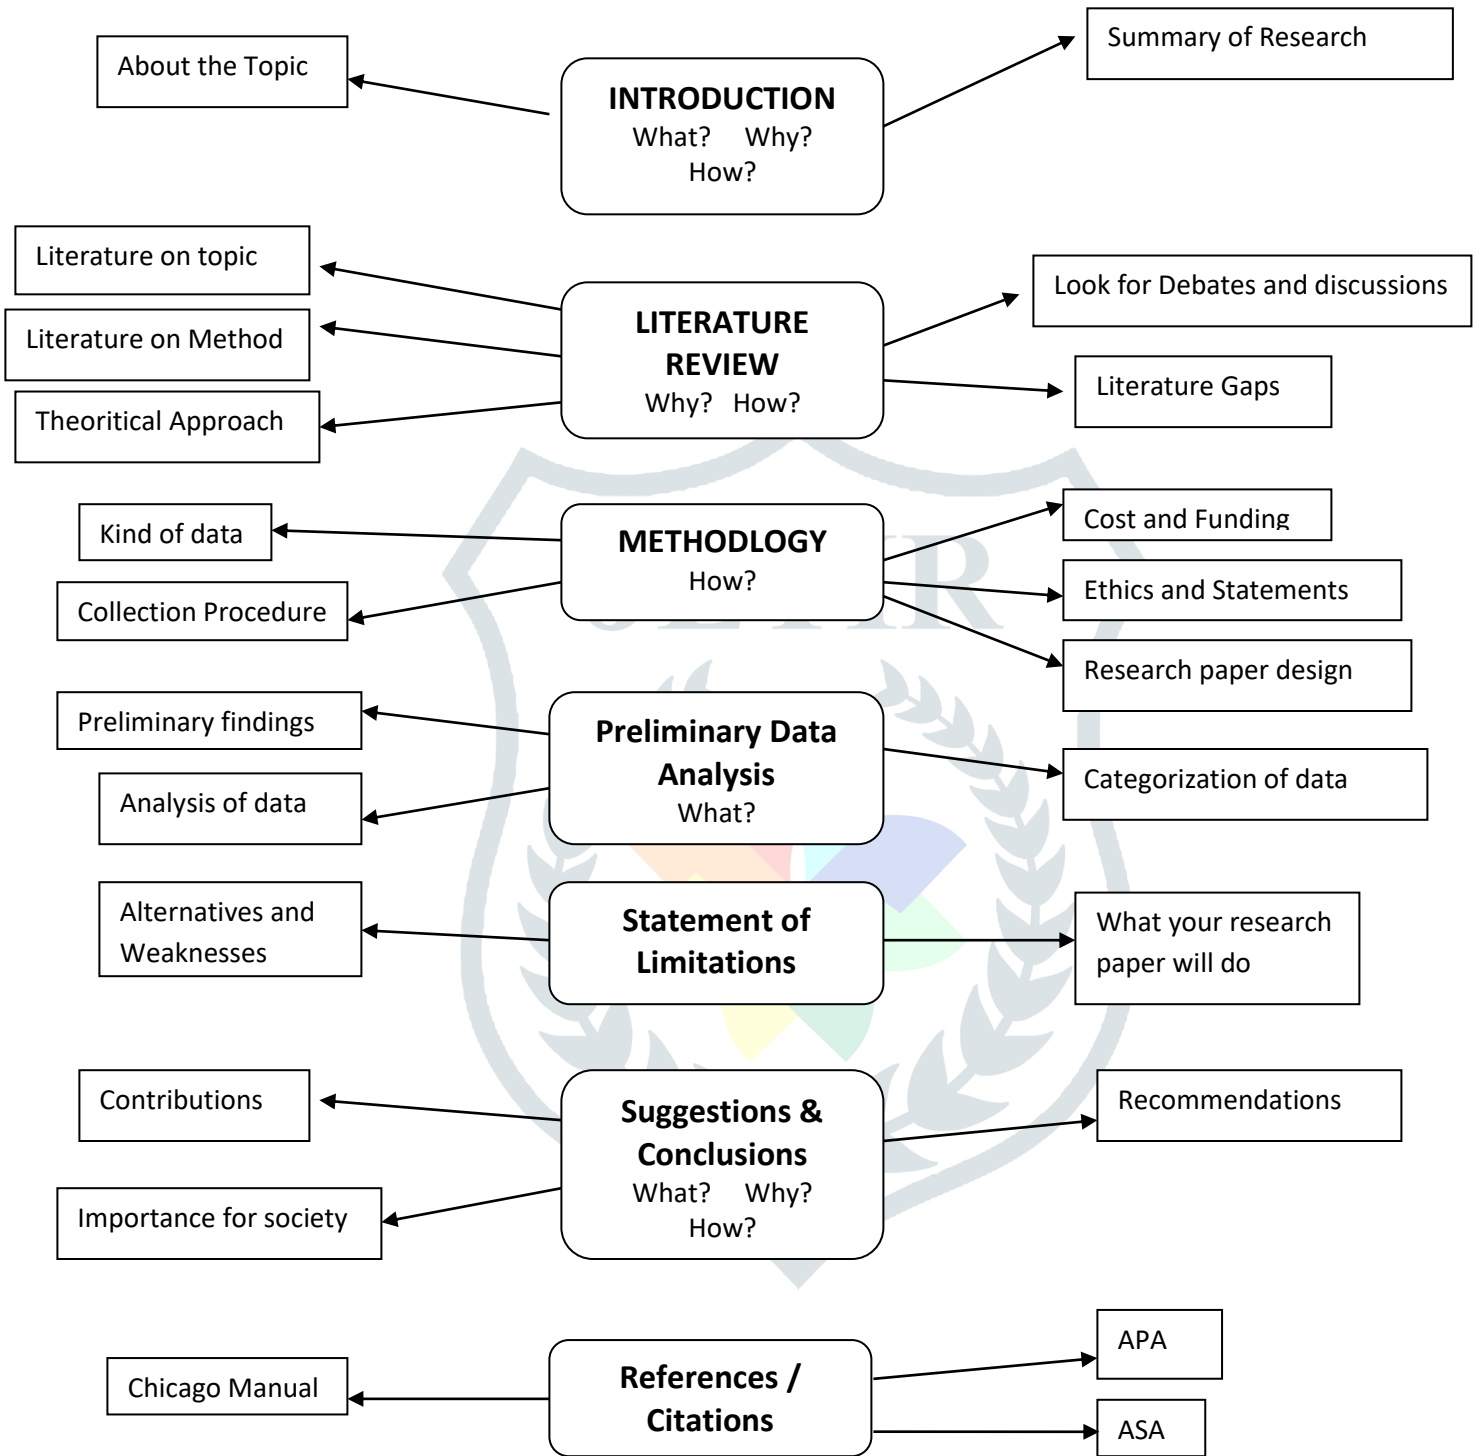 About the Topic
INTRODUCTION
What? Why?
How?
Summary of Research
Literature on topic
Literature on Method
Theoritical Approach
LITERATURE
REVIEW
Why? How?
Look for Debates and discussions
Literature Gaps
Kind of data
Collection Procedure
METHODLOGY
How?
Cost and Funding
Ethics and Statements
Research paper design
Preliminary findings
Analysis of data
Preliminary Data
Analysis
What?
Categorization of data
Alternatives and
Weaknesses
Statement of
Limitations
What your research
paper will do
Contributions
Importance for society
Suggestions &
Conclusions
What? Why?
How?
Recommendations
Chicago Manual
References /
Citations
APA
ASA